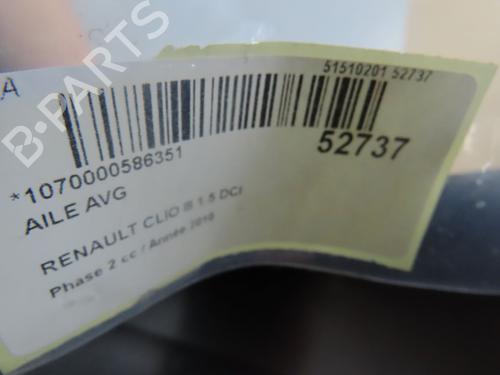 A
51510201 52737
52737
*1070000586351
AILE AVG
RENAULT CLIO III 1.5 DCI
Phase 2 cc / Année 2010
B-PARTS